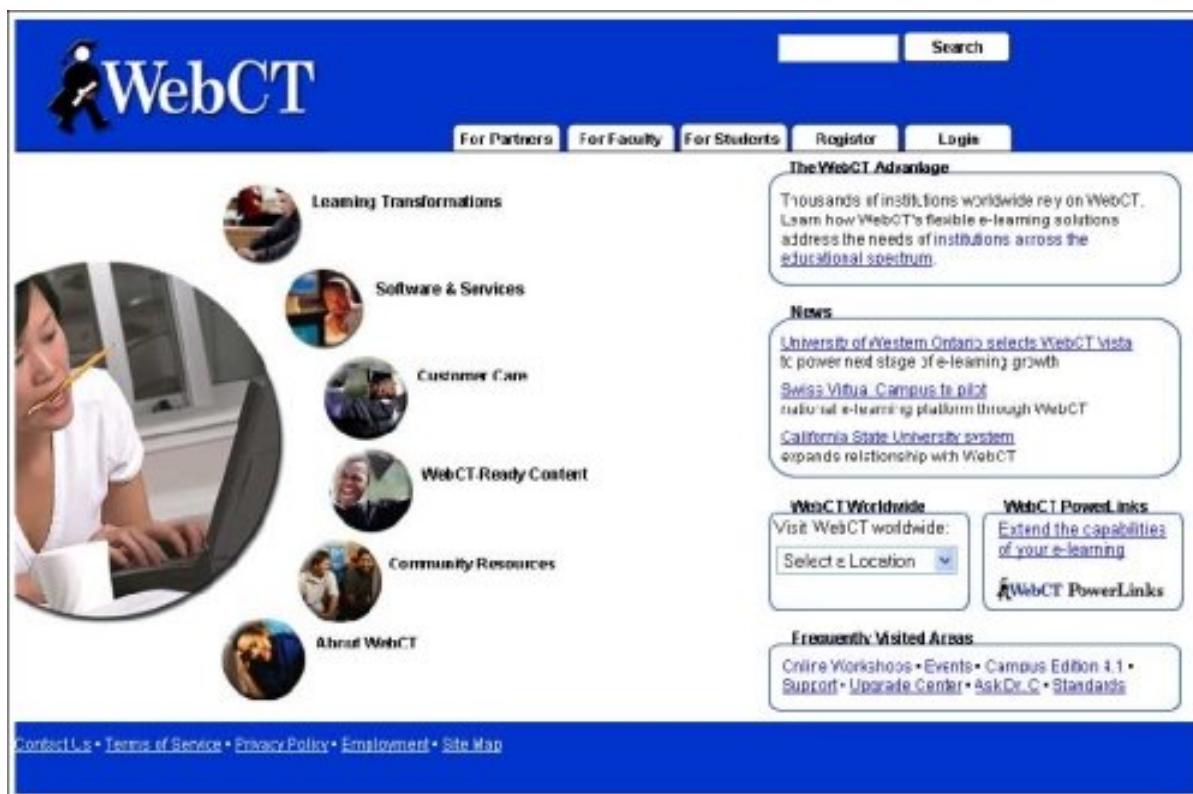 WebCT
Search
For Partners
For Faculty
For Students
Register
Login
Learning Transformations
Software & Services
Customer Care
WebCT-Ready Content
Community Resources
About WebCT
The WebCT Advantage
Thousands of institutions worldwide rely on WebCT.
Learn how WebCT's flexible e-learning solutions
address the needs of institutions across the
educational spectrum.
News
University of Western Ontario selects WebCT Vista
to power next stage of e-learning growth
Swiss Virtual Campus to pilot
national e-learning platform through WebCT
California State University system
expands relationship with WebCT
WebCT Worldwide
Visit WebCT worldwide:
Select a Location
WebCT PowerLinks
Extend the capabilities
of your e-learning
WebCT PowerLinks
Frequently Visited Areas
Online Workshops • Events • Campus Edition 4.1 •
Support • Upgrade Center • Ask Dr. C • Standards
Contact Us • Terms of Service • Privacy Policy • Employment • Site Map